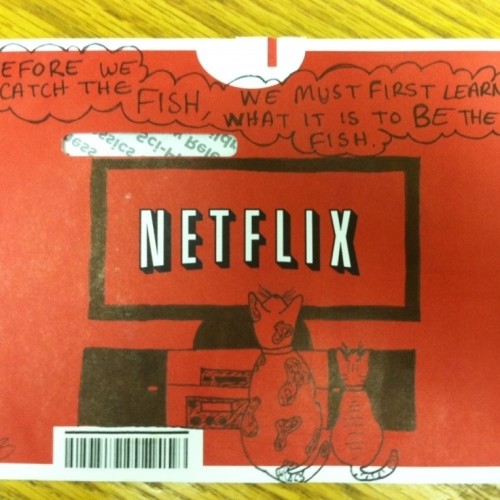 EFORE WE
CATCH THE
FISH,
WE MUST FIRST LEARN
WHAT IT IS TO BE THE
FISH.
NETFLIX